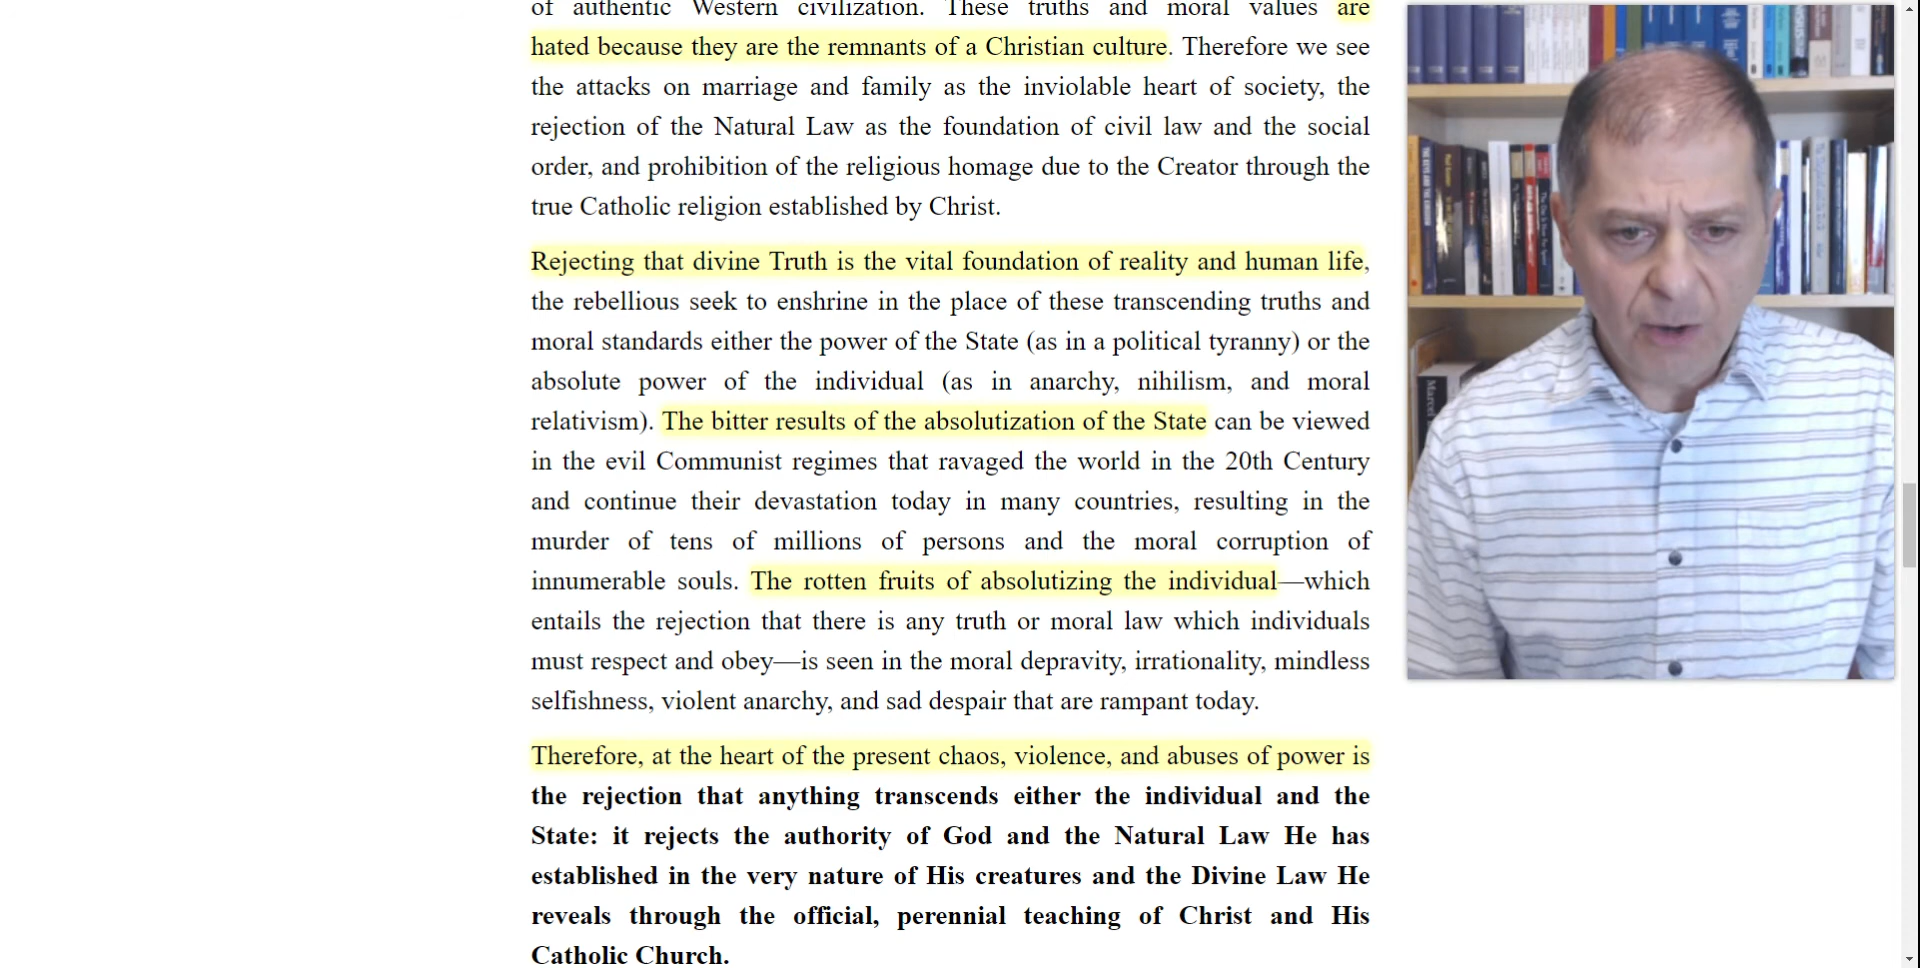 of authentic Western civilization. These truths and moral values are
hated because they are the remnants of a Christian culture. Therefore we see
the attacks on marriage and family as the inviolable heart of society, the
rejection of the Natural Law as the foundation of civil law and the social
order, and prohibition of the religious homage due to the Creator through the
true Catholic religion established by Christ.
Rejecting that divine Truth is the vital foundation of reality and human life,
the rebellious seek to enshrine in the place of these transcending truths and
moral standards either the power of the State (as in a political tyranny) or the
absolute power of the individual (as in anarchy, nihilism, and moral
relativism). The bitter results of the absolutization of the State can be viewed
in the evil Communist regimes that ravaged the world in the 20th Century
and continue their devastation today in many countries, resulting in the
murder of tens of millions of persons and the moral corruption of
innumerable souls. The rotten fruits of absolutizing the individual—which
entails the rejection that there is any truth or moral law which individuals
must respect and obey—is seen in the moral depravity, irrationality, mindless
selfishness, violent anarchy, and sad despair that are rampant today.
Therefore, at the heart of the present chaos, violence, and abuses of power is
the rejection that anything transcends either the individual and the
State: it rejects the authority of God and the Natural Law He has
established in the very nature of His creatures and the Divine Law He
reveals through the official, perennial teaching of Christ and His
Catholic Church.
Marcel